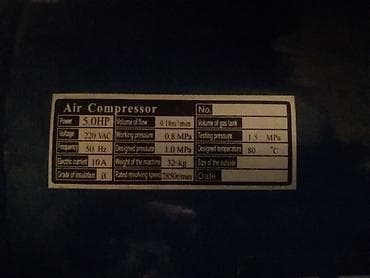 Air Compressor No.
Power 5.0HP Volume of flow 0.18m³/min Volume of gas tank
Voltage 220 VAC Working pressure 0.8 MPa Testing pressure 1.5 MPa
Frequency 50 Hz Designed pressure 1.0 MPa Designed temperature 80 °C
Electric current 10 A Weight of the machine 32 kg Size of the outside
Grade of insulation B Rated revolving speed 2850r/min Date